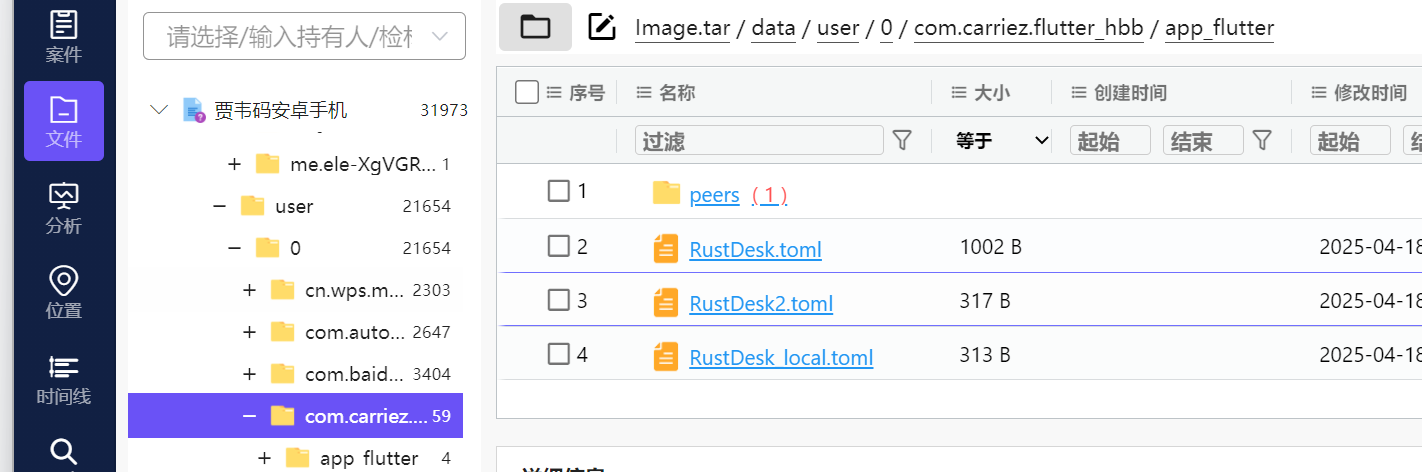 案件
文件
分析
位置
时间线
请选择/输入持有人/检材
贾韦码安卓手机 31973
+ me.ele-XgVGR... 1
− user 21654
− 0 21654
+ cn.wps.m... 2303
+ com.auto... 2647
+ com.baid... 3404
− com.carriez.... 59
+ app_flutter 4
Image.tar / data / user / 0 / com.carriez.flutter_hbb / app_flutter
序号 名称 大小 创建时间 修改时间
过滤 等于 起始 结束 起始
1 peers ( 1 )
2 RustDesk.toml 1002 B 2025-04-18
3 RustDesk2.toml 317 B 2025-04-18
4 RustDesk_local.toml 313 B 2025-04-18
详细信息